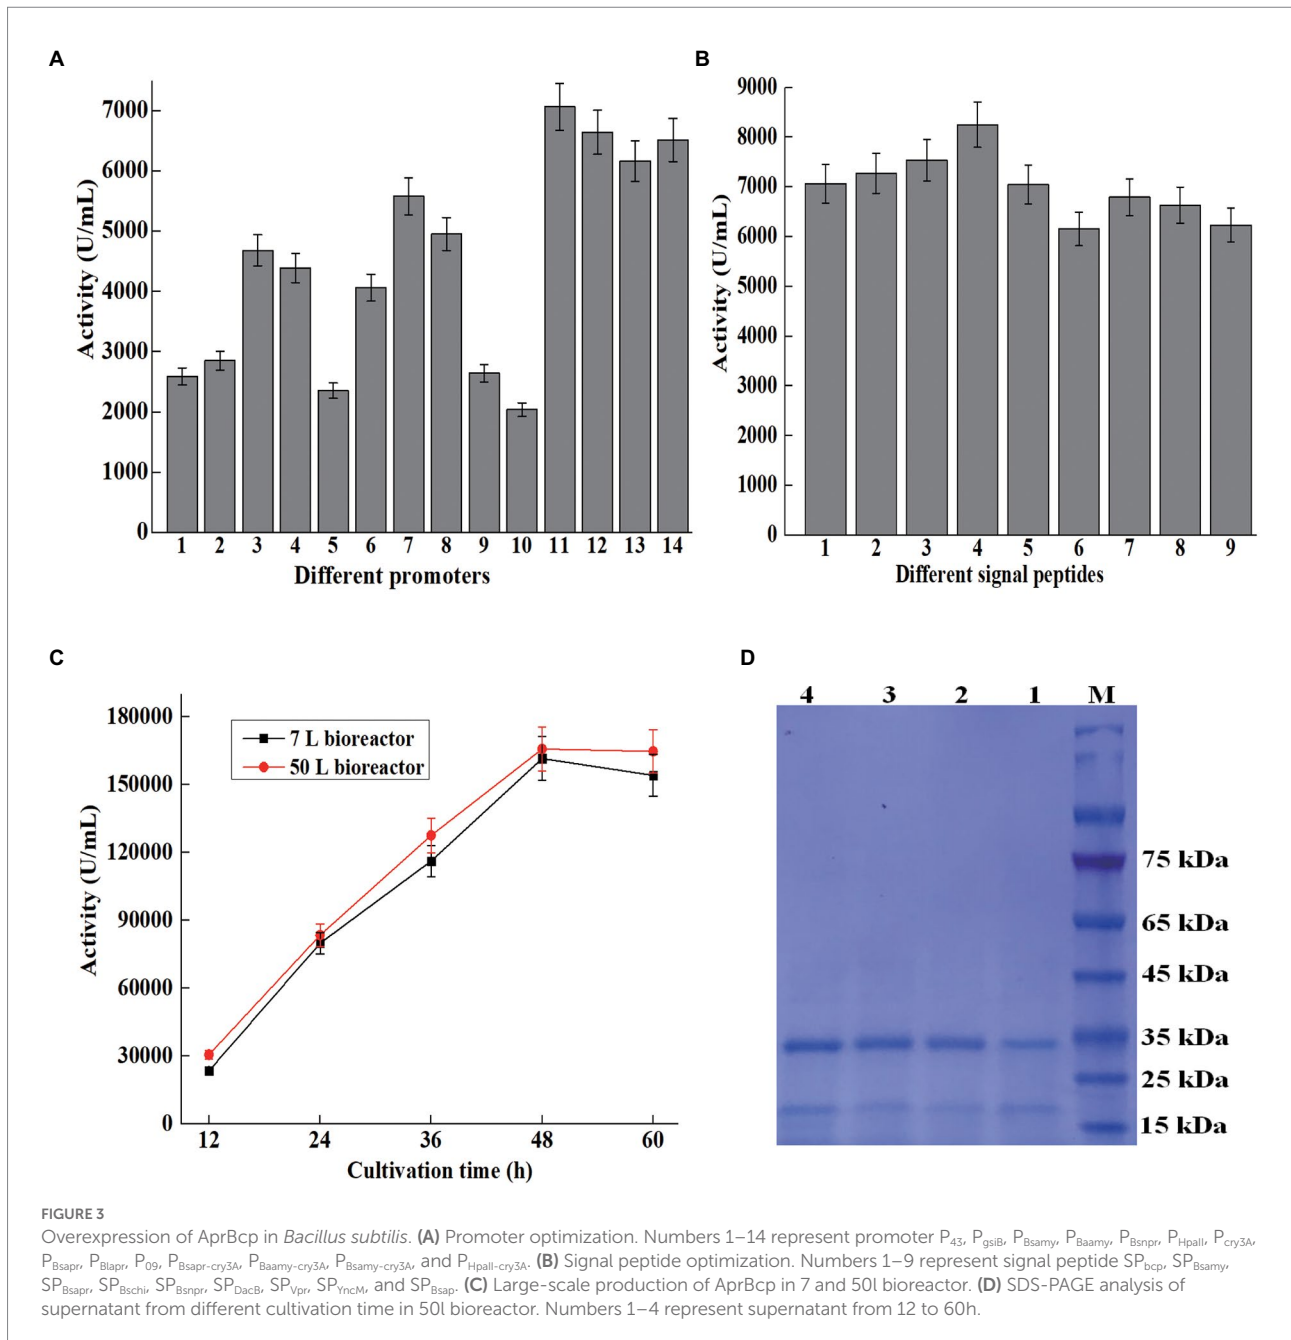 A
Activity (U/mL)
7000
6000
5000
4000
3000
2000
1000
0
1 2 3 4 5 6 7 8 9 10 11 12 13 14
Different promoters
B
Activity (U/mL)
9000
8000
7000
6000
5000
4000
3000
2000
1000
0
1 2 3 4 5 6 7 8 9
Different signal peptides
C
Activity (U/mL)
180000
150000
120000
90000
60000
30000
0
7 L bioreactor
50 L bioreactor
12 24 36 48 60
Cultivation time (h)
D
4 3 2 1 M
75 kDa
65 kDa
45 kDa
35 kDa
25 kDa
15 kDa
FIGURE 3
Overexpression of AprBcp in Bacillus subtilis. (A) Promoter optimization. Numbers 1–14 represent promoter P43, PgsiB, PBsamy, PBaamy, PBsnpr, PHpaII, Pcry3A,
PBsapr, PBlapr, P09, PBsapr-cry3A, PBaamy-cry3A, PBsamy-cry3A, and PHpaII-cry3A. (B) Signal peptide optimization. Numbers 1–9 represent signal peptide SPbcp, SPBsamy,
SPBsapr, SPBschi, SPBsnpr, SPDacB, SPVpr, SPYncM, and SPBsap. (C) Large-scale production of AprBcp in 7 and 50l bioreactor. (D) SDS-PAGE analysis of
supernatant from different cultivation time in 50l bioreactor. Numbers 1–4 represent supernatant from 12 to 60h.